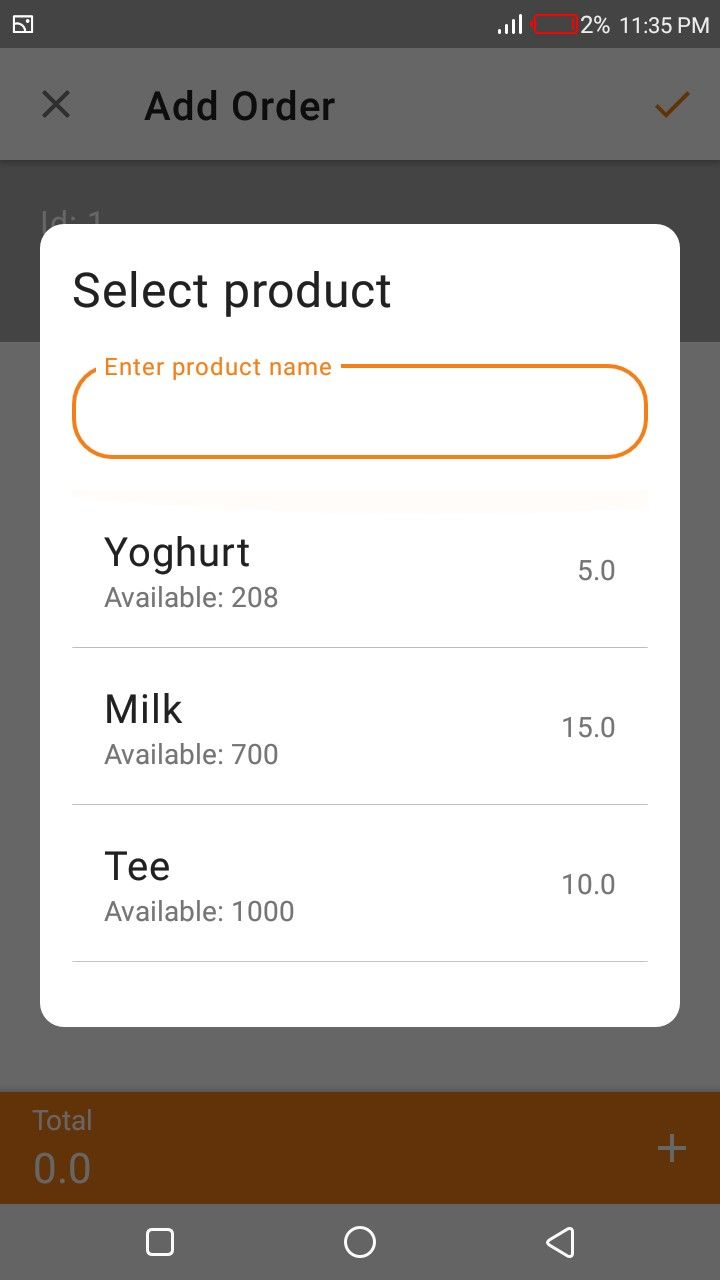 2% 11:35 PM
Add Order
Id: 1
Select product
Enter product name
Yoghurt
5.0
Available: 208
Milk
15.0
Available: 700
Tee
10.0
Available: 1000
Total
0.0